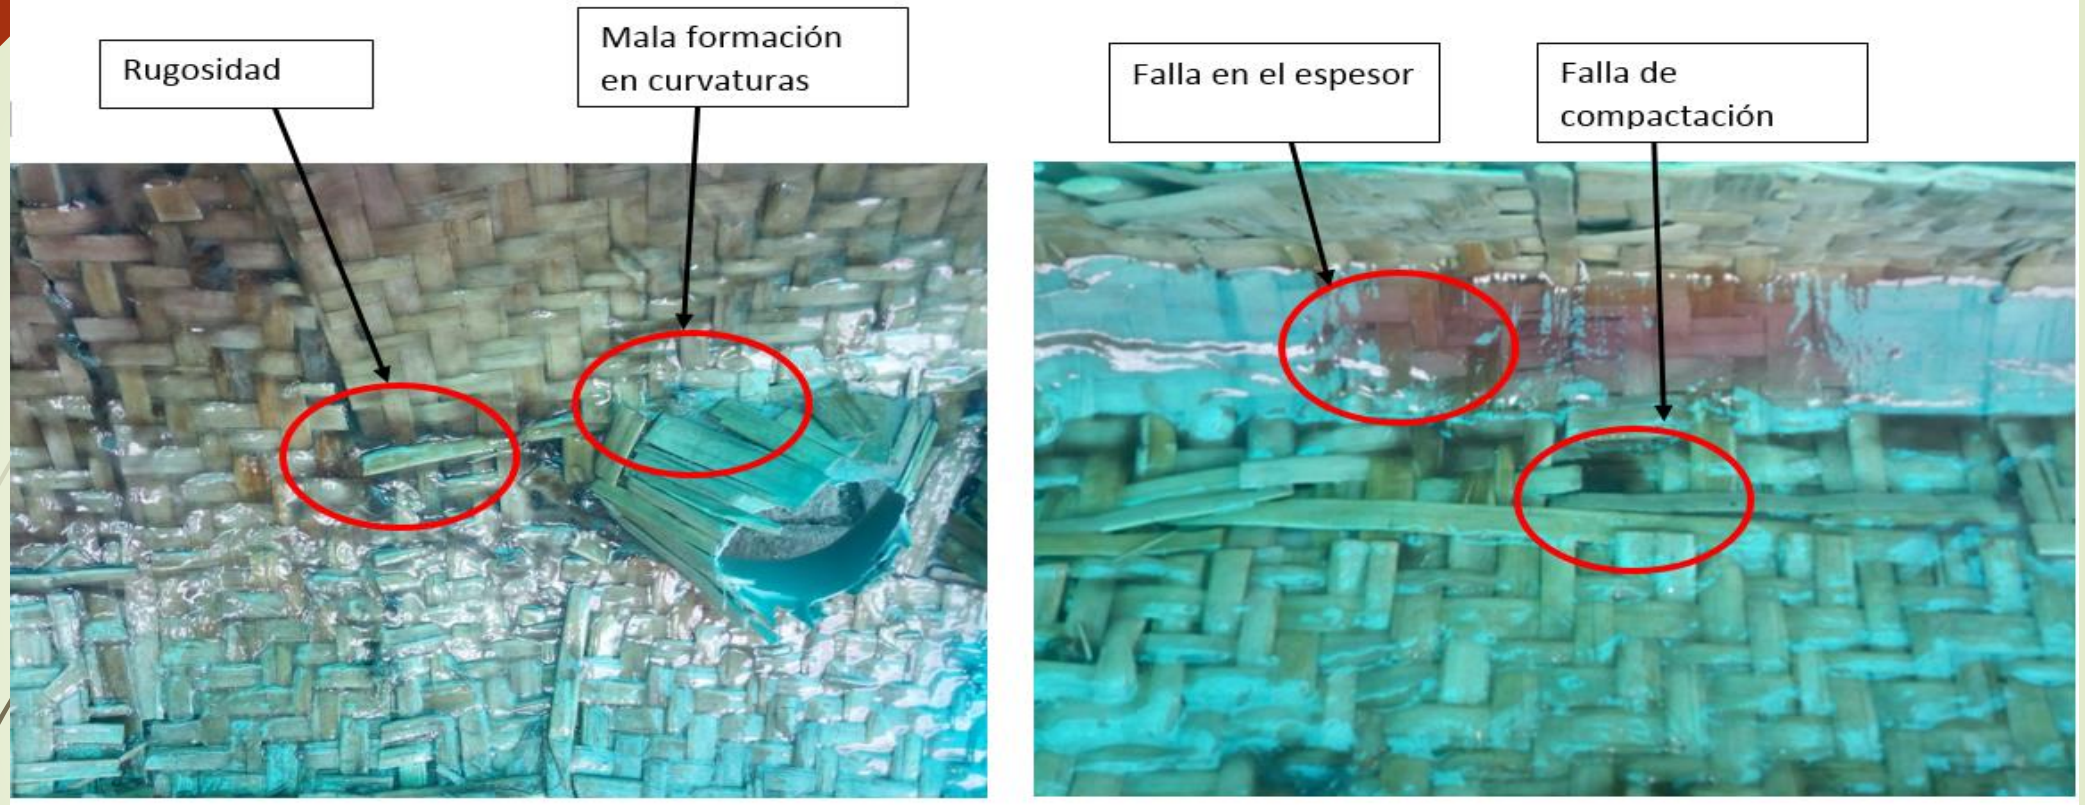 Rugosidad
Mala formación
en curvaturas
Falla en el espesor
Falla de
compactación